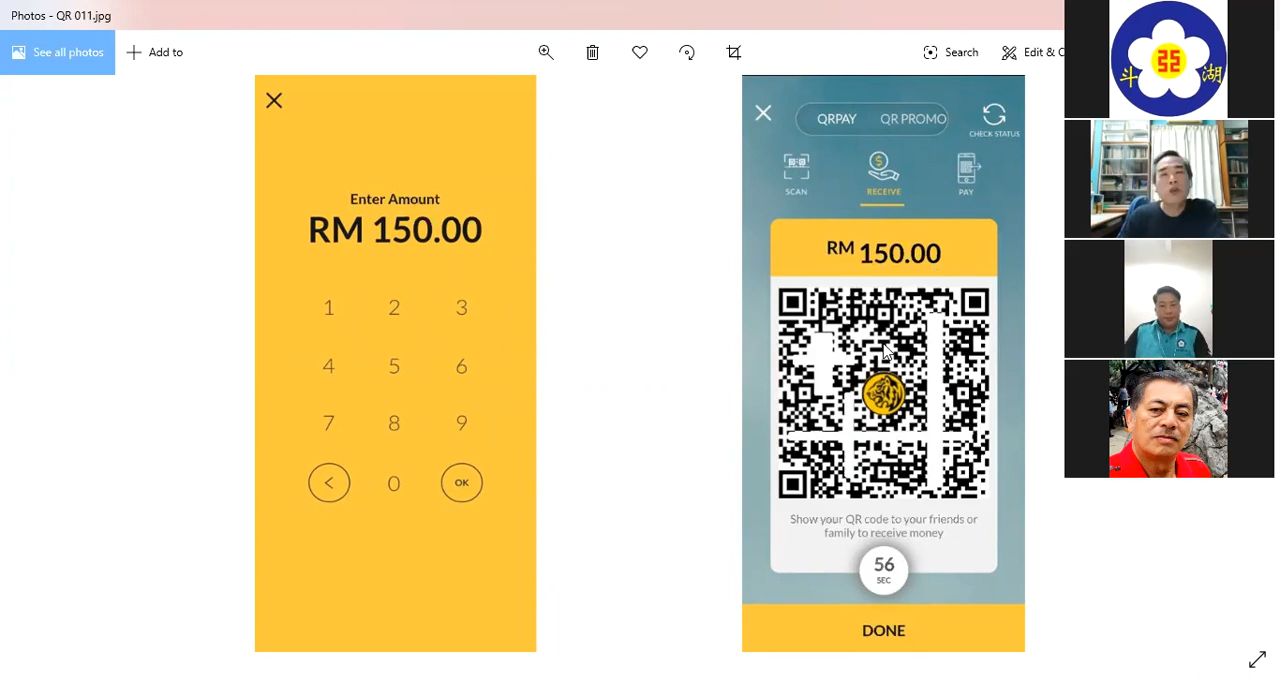 Photos - QR 011.jpg
See all photos
Add to
Search
Edit & C
Enter Amount
RM 150.00
1 2 3
4 5 6
7 8 9
< 0 OK
QRPAY QR PROMO
CHECK STATUS
SCAN RECEIVE PAY
RM 150.00
Show your QR code to your friends or
family to receive money
56
SEC
DONE
斗 湖